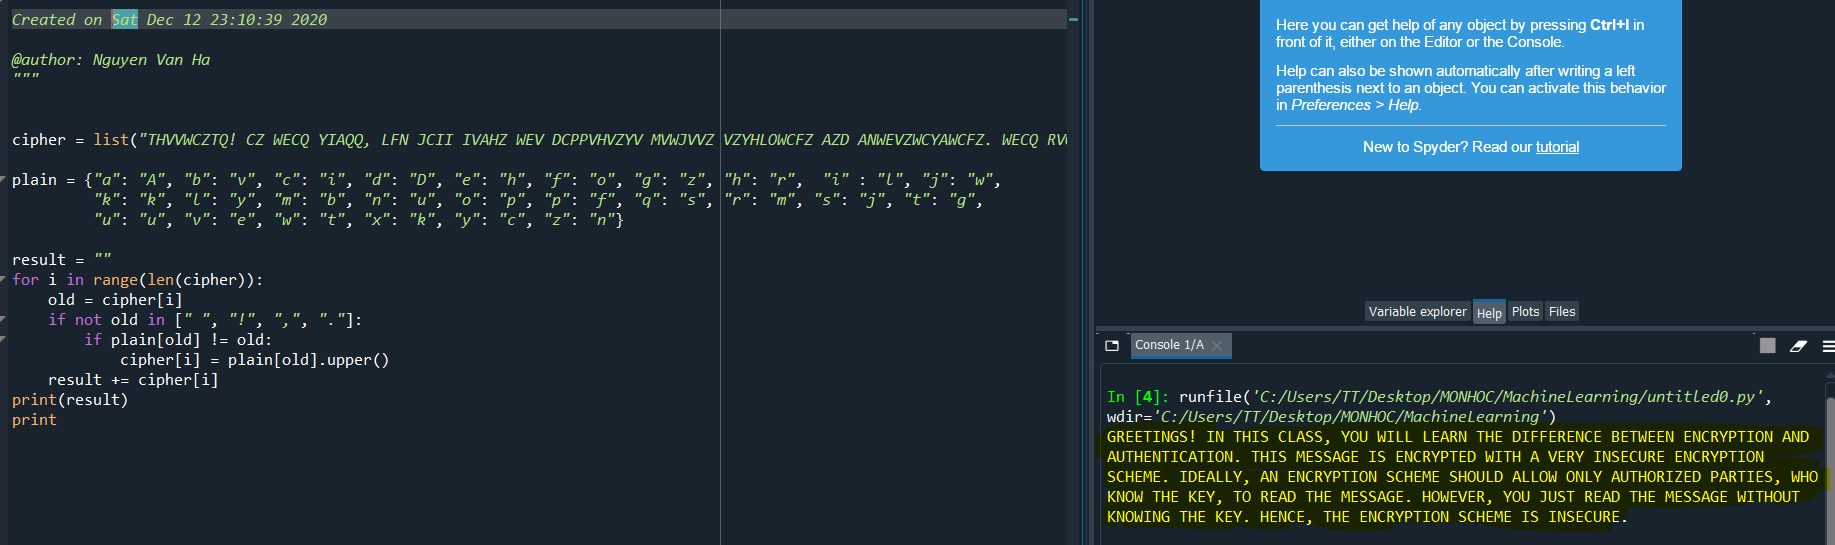 Created on Sat Dec 12 23:10:39 2020
@author: Nguyen Van Ha
"""
cipher = list("THVVWCZTQ! CZ WECQ YIAQQ, LFN JCII IVAHZ WEV DCPPVHVZYV MVWJVVZ VZYHLOWCFZ AZD ANWEVZWCYAWCFZ. WECQ RV
plain = {"a": "A", "b": "v", "c": "i", "d": "D", "e": "h", "f": "o", "g": "z", "h": "r",  "i" : "l", "j": "w",
"k": "k", "l": "y", "m": "b", "n": "u", "o": "p", "p": "f", "q": "s", "r": "m", "s": "j", "t": "g",
"u": "u", "v": "e", "w": "t", "x": "k", "y": "c", "z": "n"}
result = ""
for i in range(len(cipher)):
    old = cipher[i]
    if not old in [" ", "!", ",", "."]:
        if plain[old] != old:
            cipher[i] = plain[old].upper()
    result += cipher[i]
print(result)
print
Here you can get help of any object by pressing Ctrl+I in
front of it, either on the Editor or the Console.
Help can also be shown automatically after writing a left
parenthesis next to an object. You can activate this behavior
in Preferences > Help.
New to Spyder? Read our tutorial
Variable explorer Help Plots Files
Console 1/A
In [4]: runfile('C:/Users/TT/Desktop/MONHOC/MachineLearning/untitled0.py',
wdir='C:/Users/TT/Desktop/MONHOC/MachineLearning')
GREETINGS! IN THIS CLASS, YOU WILL LEARN THE DIFFERENCE BETWEEN ENCRYPTION AND
AUTHENTICATION. THIS MESSAGE IS ENCRYPTED WITH A VERY INSECURE ENCRYPTION
SCHEME. IDEALLY, AN ENCRYPTION SCHEME SHOULD ALLOW ONLY AUTHORIZED PARTIES, WHO
KNOW THE KEY, TO READ THE MESSAGE. HOWEVER, YOU JUST READ THE MESSAGE WITHOUT
KNOWING THE KEY. HENCE, THE ENCRYPTION SCHEME IS INSECURE.